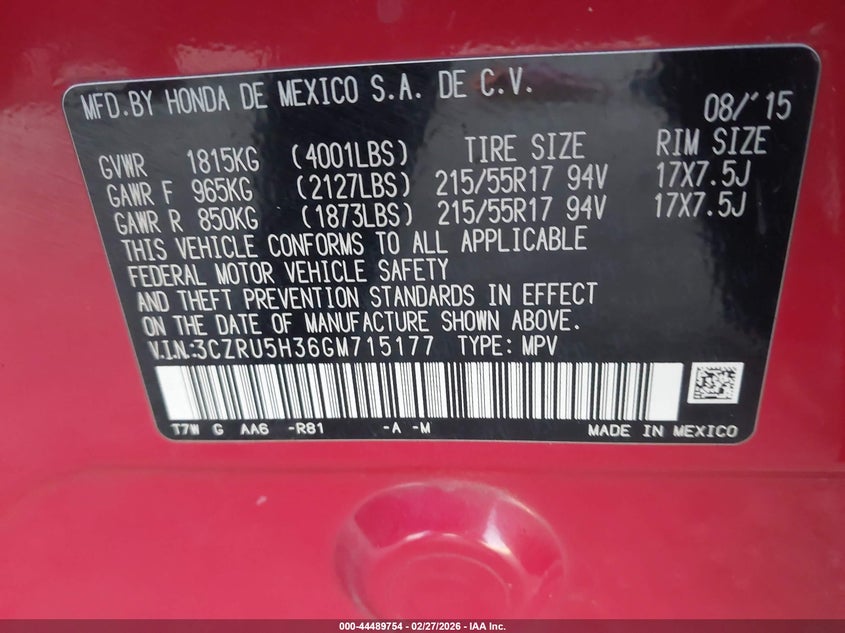 MFD.BY HONDA DE MEXICO S.A. DE C.V. 08/'15
GVWR 1815KG (4001LBS) TIRE SIZE RIM SIZE
GAWR F 965KG (2127LBS) 215/55R17 94V 17X7.5J
GAWR R 850KG (1873LBS) 215/55R17 94V 17X7.5J
THIS VEHICLE CONFORMS TO ALL APPLICABLE
FEDERAL MOTOR VEHICLE SAFETY
AND THEFT PREVENTION STANDARDS IN EFFECT
ON THE DATE OF MANUFACTURE SHOWN ABOVE.
V.I.N.:3CZRU5H36GM715177 TYPE: MPV
T7W G AA6 -R81 -A -M MADE IN MEXICO
000-44489754 - 02/27/2026 - IAA Inc.